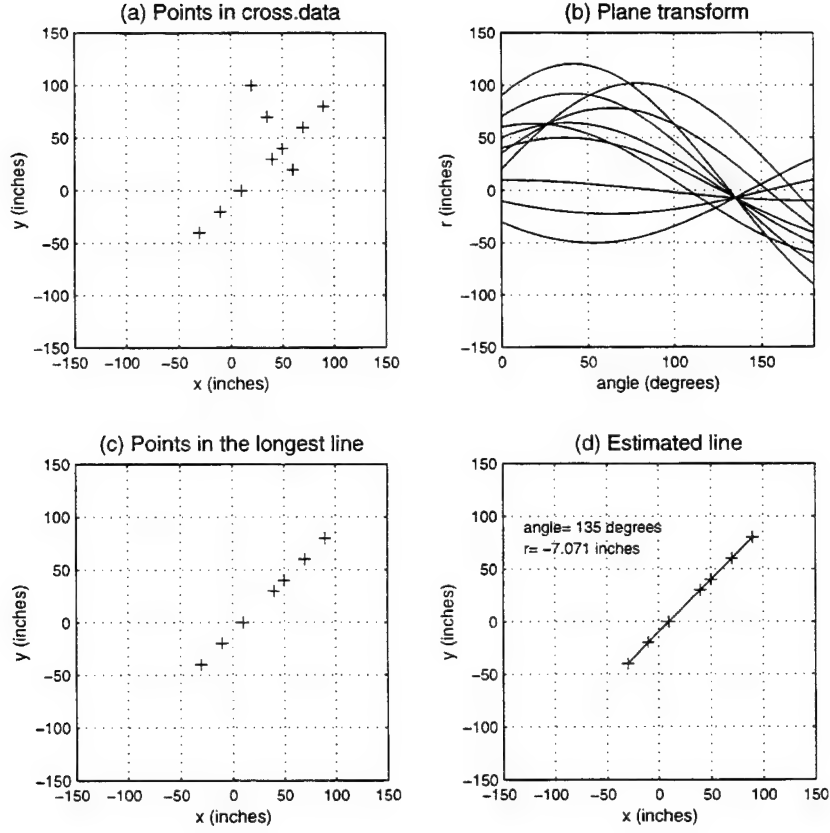 (a) Points in cross.data
150
100
50
0
−50
−100
−150
−150 −100 −50 0 50 100 150
y (inches)
x (inches)
(b) Plane transform
150
100
50
0
−50
−100
−150
0 50 100 150
r (inches)
angle (degrees)
(c) Points in the longest line
150
100
50
0
−50
−100
−150
−150 −100 −50 0 50 100 150
y (inches)
x (inches)
(d) Estimated line
angle= 135 degrees
r= −7.071 inches
150
100
50
0
−50
−100
−150
−150 −100 −50 0 50 100 150
y (inches)
x (inches)